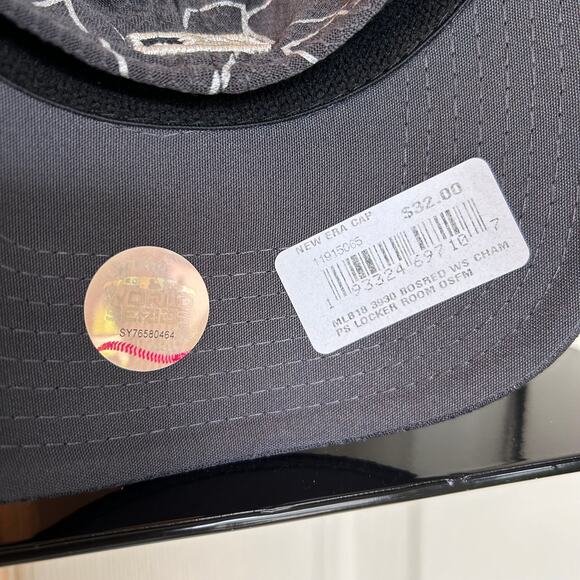 NEW ERA CAP $32.00
11915065
1 93324 69710 7
MLB18 3930 BOSRED WS CHAM
PS LOCKER ROOM OSFM
WORLD
SERIES
SY76580464